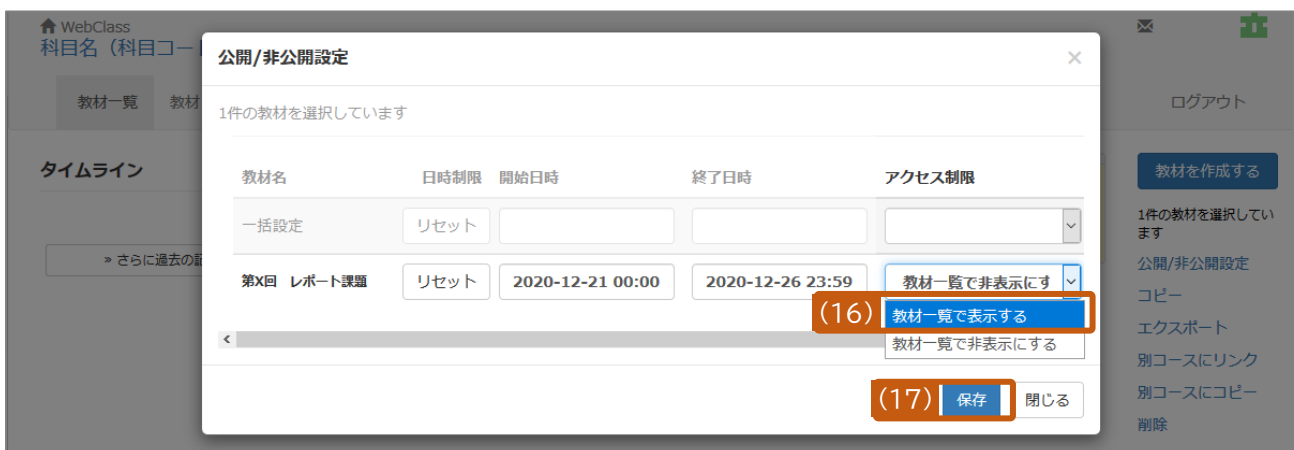 WebClass
科目名（科目コー
教材一覧 教材
ログアウト
タイムライン
» さらに過去の
公開/非公開設定 ×
1件の教材を選択しています
教材名 日時制限 開始日時 終了日時 アクセス制限
一括設定 リセット
第X回 レポート課題 リセット 2020-12-21 00:00 2020-12-26 23:59 教材一覧で非表示にす
(16) 教材一覧で表示する
教材一覧で非表示にする
(17) 保存 閉じる
教材を作成する
1件の教材を選択してい
ます
公開/非公開設定
コピー
エクスポート
別コースにリンク
別コースにコピー
削除